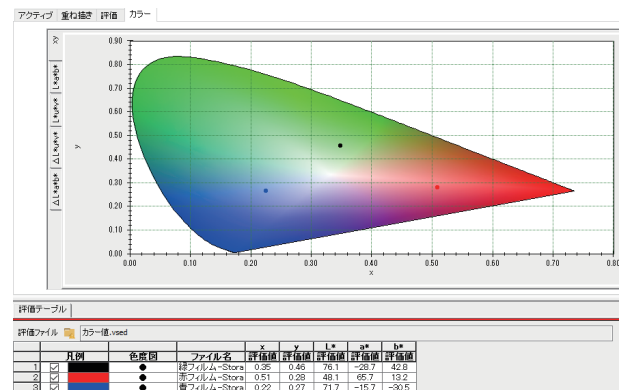 アクティブ 重ね描き 評価 カラー
xy
L*a*b*
L*u*v*
ΔL*u*v*
ΔL*a*b*
0.90
0.80
0.70
0.60
0.50
0.40
0.30
0.20
0.10
0.00
y
0.00 0.10 0.20 0.30 0.40 0.50 0.60 0.70 0.80
x
評価テーブル
評価ファイル カラー値.vsed
x y L* a* b*
凡例 色度図 ファイル名 評価値 評価値 評価値 評価値 評価値
1 緑フィルム-Stora 0.35 0.46 76.1 -28.7 42.8
2 赤フィルム-Stora 0.51 0.28 48.1 65.7 13.2
3 青フィルム-Stora 0.22 0.27 71.7 -15.7 -30.5